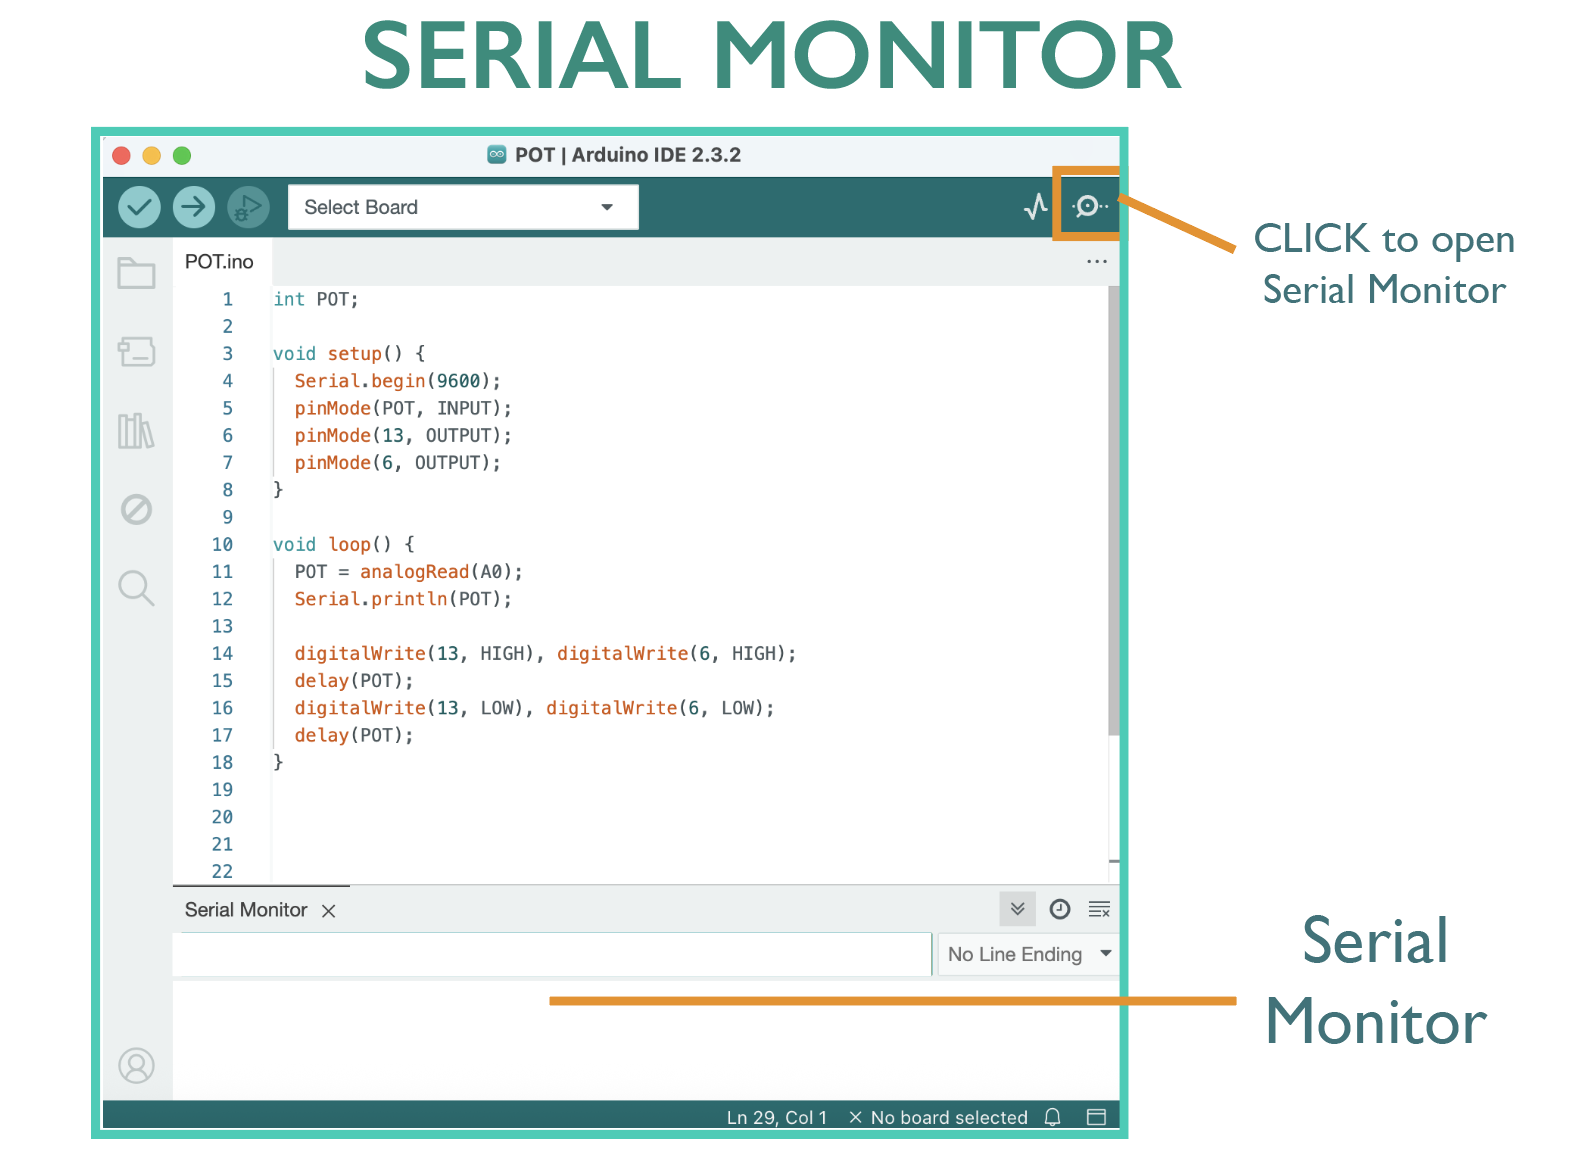 SERIAL MONITOR
POT | Arduino IDE 2.3.2
Select Board
CLICK to open
Serial Monitor
POT.ino
...
1 int POT;
2
3 void setup() {
4 Serial.begin(9600);
5 pinMode(POT, INPUT);
6 pinMode(13, OUTPUT);
7 pinMode(6, OUTPUT);
8 }
9
10 void loop() {
11 POT = analogRead(A0);
12 Serial.println(POT);
13
14 digitalWrite(13, HIGH), digitalWrite(6, HIGH);
15 delay(POT);
16 digitalWrite(13, LOW), digitalWrite(6, LOW);
17 delay(POT);
18 }
19
20
21
22
Serial Monitor
No Line Ending
Serial
Monitor
Ln 29, Col 1 × No board selected